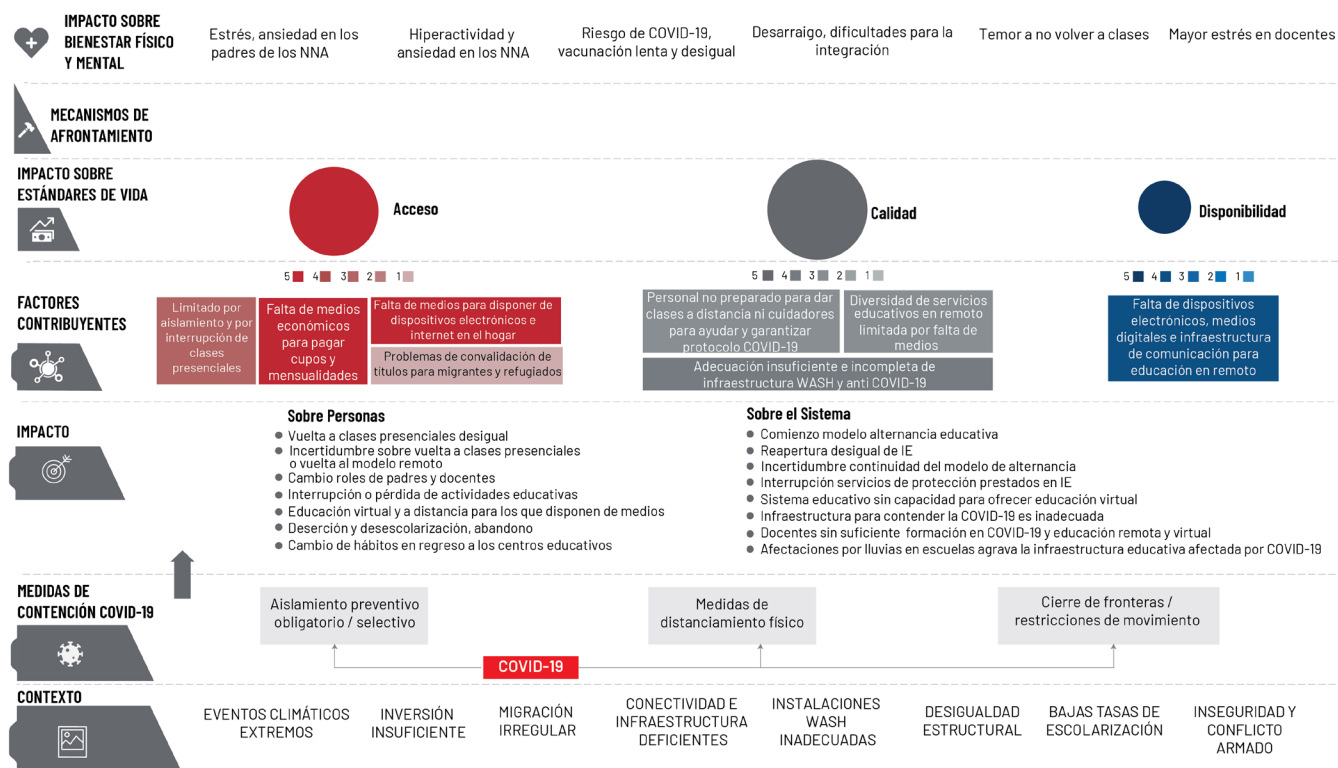 IMPACTO SOBRE
BIENESTAR FÍSICO
Y MENTAL
Estrés, ansiedad en los
padres de los NNA
Hiperactividad y
ansiedad en los NNA
Riesgo de COVID-19,
vacunación lenta y desigual
Desarraigo, dificultades para la
integración
Temor a no volver a clases
Mayor estrés en docentes
MECANISMOS DE
AFRONTAMIENTO
IMPACTO SOBRE
ESTÁNDARES DE VIDA
Acceso
Calidad
Disponibilidad
5 4 3 2 1
5 4 3 2 1
5 4 3 2 1
FACTORES
CONTRIBUYENTES
Limitado por
aislamiento y por
interrupción de
clases
presenciales
Falta de medios
económicos
para pagar
cupos y
mensualidades
Falta de medios para disponer de
dispositivos electrónicos e
internet en el hogar
Problemas de convalidación de
títulos para migrantes y refugiados
Personal no preparado para dar
clases a distancia ni cuidadores
para ayudar y garantizar
protocolo COVID-19
Diversidad de servicios
educativos en remoto
limitada por falta de
medios
Adecuación insuficiente e incompleta de
infraestructura WASH y anti COVID-19
Falta de dispositivos
electrónicos, medios
digitales e infraestructura
de comunicación para
educación en remoto
IMPACTO
Sobre Personas
Vuelta a clases presenciales desigual
Incertidumbre sobre vuelta a clases presenciales
o vuelta al modelo remoto
Cambio roles de padres y docentes
Interrupción o pérdida de actividades educativas
Educación virtual y a distancia para los que disponen de medios
Deserción y desescolarización, abandono
Cambio de hábitos en regreso a los centros educativos
Sobre el Sistema
Comienzo modelo alternancia educativa
Reapertura desigual de IE
Incertidumbre continuidad del modelo de alternancia
Interrupción servicios de protección prestados en IE
Sistema educativo sin capacidad para ofrecer educación virtual
Infraestructura para contender la COVID-19 es inadecuada
Docentes sin suficiente formación en COVID-19 y educación remota y virtual
Afectaciones por lluvias en escuelas agrava la infraestructura educativa afectada por COVID-19
MEDIDAS DE
CONTENCIÓN COVID-19
Aislamiento preventivo
obligatorio / selectivo
Medidas de
distanciamiento físico
Cierre de fronteras /
restricciones de movimiento
COVID-19
CONTEXTO
EVENTOS CLIMÁTICOS
EXTREMOS
INVERSIÓN
INSUFICIENTE
MIGRACIÓN
IRREGULAR
CONECTIVIDAD E
INFRAESTRUCTURA
DEFICIENTES
INSTALACIONES
WASH
INADECUADAS
DESIGUALDAD
ESTRUCTURAL
BAJAS TASAS DE
ESCOLARIZACIÓN
INSEGURIDAD Y
CONFLICTO
ARMADO